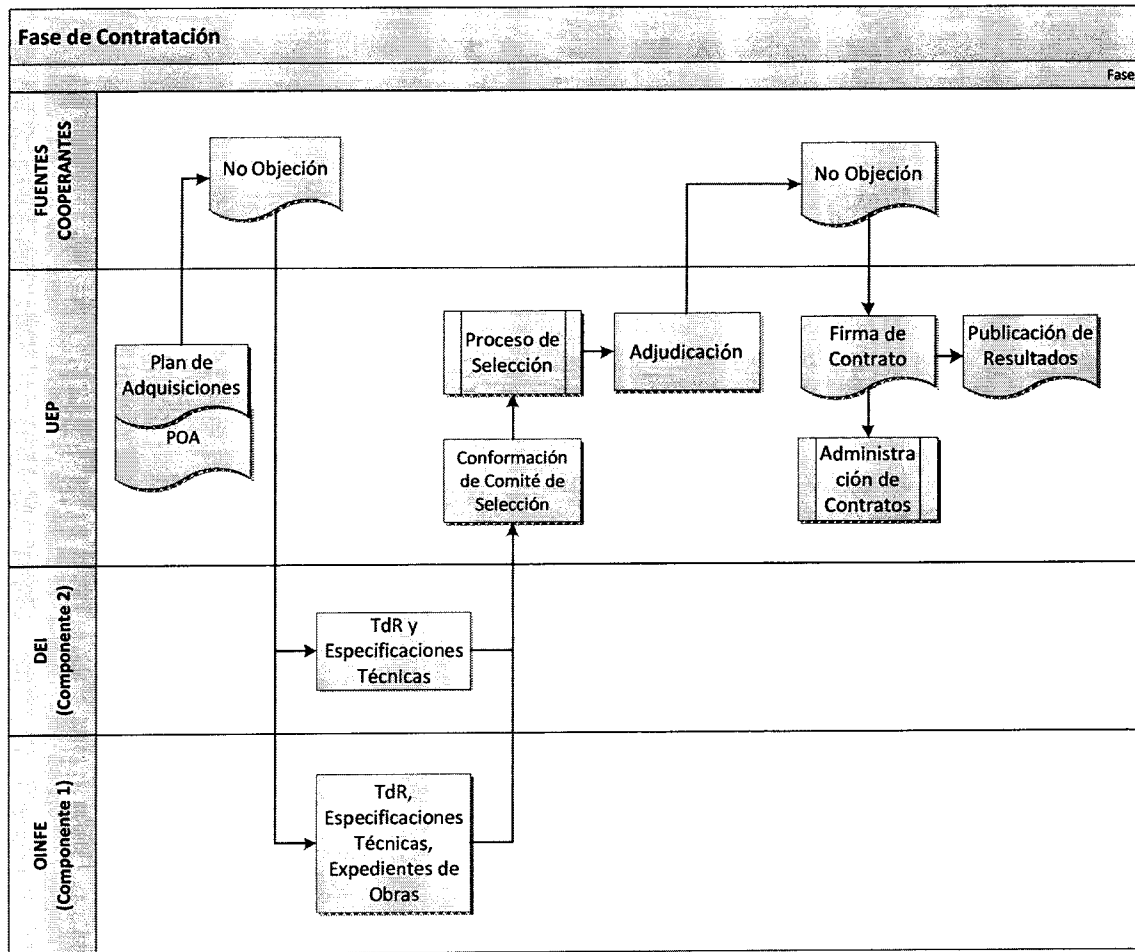 Fase de Contratación
Fase
FUENTES
COOPERANTES
No Objeción
No Objeción
UEP
Plan de
Adquisiciones
POA
Proceso de
Selección
Adjudicación
Firma de
Contrato
Publicación de
Resultados
Conformación
de Comité de
Selección
Administra
ción de
Contratos
DEI
(Componente 2)
TdR y
Especificaciones
Técnicas
OINFE
(Componente 1)
TdR,
Especificaciones
Técnicas,
Expedientes de
Obras